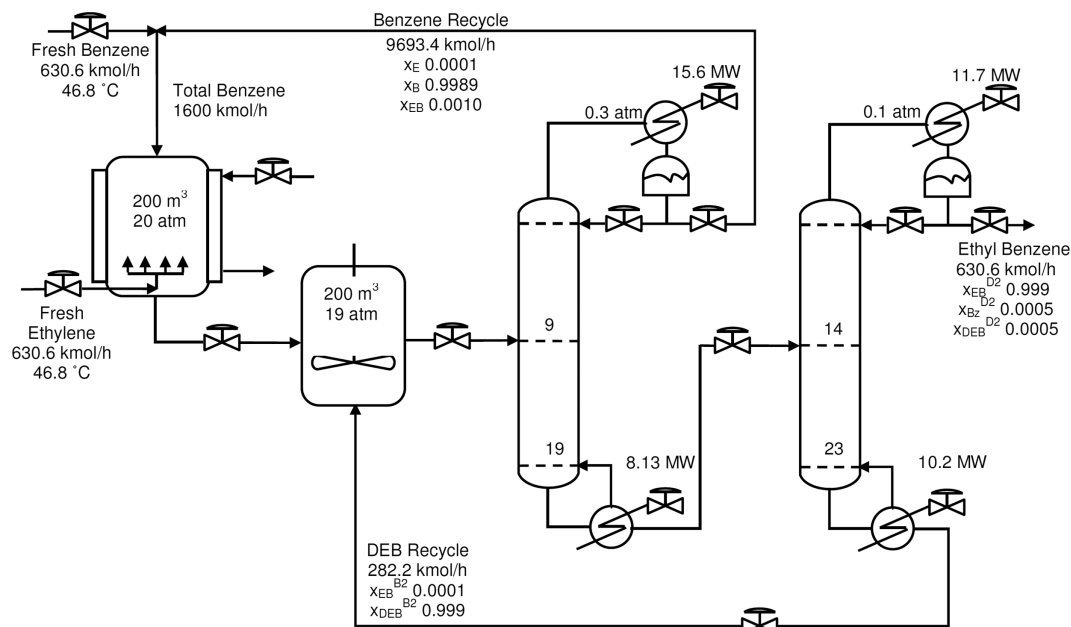 Benzene Recycle
9693.4 kmol/h
xE 0.0001
xB 0.9989
xEB 0.0010
Fresh Benzene
630.6 kmol/h
46.8 ˚C
Total Benzene
1600 kmol/h
15.6 MW
0.3 atm
11.7 MW
0.1 atm
200 m3
20 atm
Fresh
Ethylene
630.6 kmol/h
46.8 ˚C
200 m3
19 atm
9
19
8.13 MW
14
23
10.2 MW
Ethyl Benzene
630.6 kmol/h
xEBD2 0.999
xBzD2 0.0005
xDEBD2 0.0005
DEB Recycle
282.2 kmol/h
xEBB2 0.0001
xDEBB2 0.999